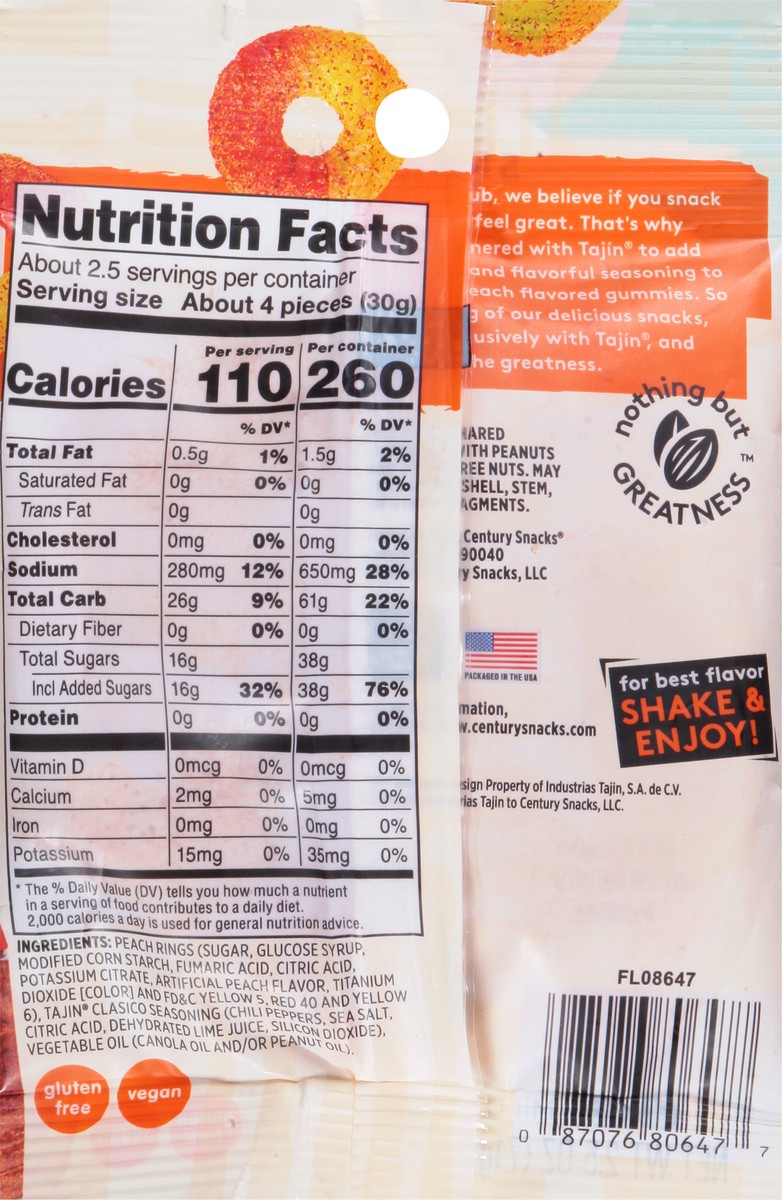 Nutrition Facts
About 2.5 servings per container
Serving size About 4 pieces (30g)
Per serving Per container
Calories 110 260
% DV* % DV*
Total Fat 0.5g 1% 1.5g 2%
Saturated Fat 0g 0% 0g 0%
Trans Fat 0g 0g
Cholesterol 0mg 0% 0mg 0%
Sodium 280mg 12% 650mg 28%
Total Carb 26g 9% 61g 22%
Dietary Fiber 0g 0% 0g 0%
Total Sugars 16g 38g
Incl Added Sugars 16g 32% 38g 76%
Protein 0g 0% 0g 0%
Vitamin D 0mcg 0% 0mcg 0%
Calcium 2mg 0% 5mg 0%
Iron 0mg 0% 0mg 0%
Potassium 15mg 0% 35mg 0%
* The % Daily Value (DV) tells you how much a nutrient
in a serving of food contributes to a daily diet.
2,000 calories a day is used for general nutrition advice.
INGREDIENTS: PEACH RINGS (SUGAR, GLUCOSE SYRUP,
MODIFIED CORN STARCH, FUMARIC ACID, CITRIC ACID,
POTASSIUM CITRATE, ARTIFICIAL PEACH FLAVOR, TITANIUM
DIOXIDE [COLOR] AND FD&C YELLOW 5, RED 40 AND YELLOW
6), TAJIN® CLASICO SEASONING (CHILI PEPPERS, SEA SALT,
CITRIC ACID, DEHYDRATED LIME JUICE, SILICON DIOXIDE),
VEGETABLE OIL (CANOLA OIL AND/OR PEANUT OIL).
gluten
free
vegan
ub, we believe if you snack
feel great. That's why
nered with Tajín® to add
and flavorful seasoning to
each flavored gummies. So
g of our delicious snacks,
usively with Tajín®, and
he greatness.
nothing but
GREATNESS™
ARED
ITH PEANUTS
REE NUTS. MAY
SHELL, STEM,
AGMENTS.
Century Snacks®
90040
y Snacks, LLC
PACKAGED IN THE USA
for best flavor
SHAKE &
ENJOY!
mation,
w.centurysnacks.com
sign Property of Industrias Tajin, S.A. de C.V.
rias Tajin to Century Snacks, LLC.
FL08647
0 87076 80647 7